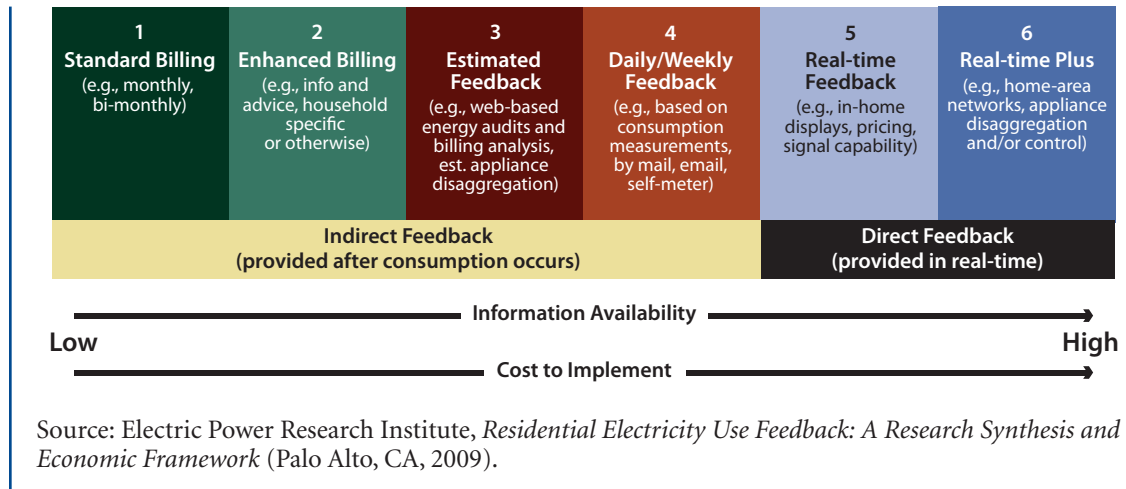 1
Standard Billing
(e.g., monthly,
bi-monthly)
2
Enhanced Billing
(e.g., info and
advice, household
specific
or otherwise)
3
Estimated
Feedback
(e.g., web-based
energy audits and
billing analysis,
est. appliance
disaggregation)
4
Daily/Weekly
Feedback
(e.g., based on
consumption
measurements,
by mail, email,
self-meter)
5
Real-time
Feedback
(e.g., in-home
displays, pricing,
signal capability)
6
Real-time Plus
(e.g., home-area
networks, appliance
disaggregation
and/or control)
Indirect Feedback
(provided after consumption occurs)
Direct Feedback
(provided in real-time)
Information Availability
Low
High
Cost to Implement
Source: Electric Power Research Institute, Residential Electricity Use Feedback: A Research Synthesis and
Economic Framework (Palo Alto, CA, 2009).